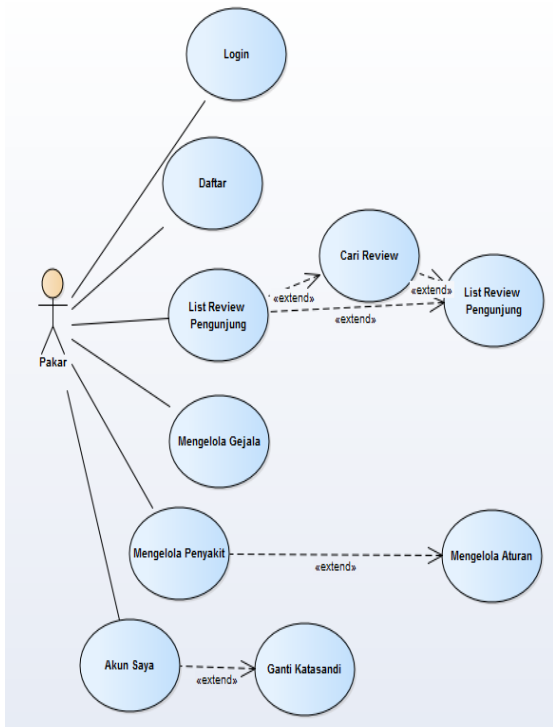 Login
Daftar
Cari Review
«extend»
«extend»
List Review
Pengunjung
List Review
Pengunjung
«extend»
Pakar
Mengelola Gejala
Mengelola Penyakit
«extend»
Mengelola Aturan
Akun Saya
«extend»
Ganti Katasandi